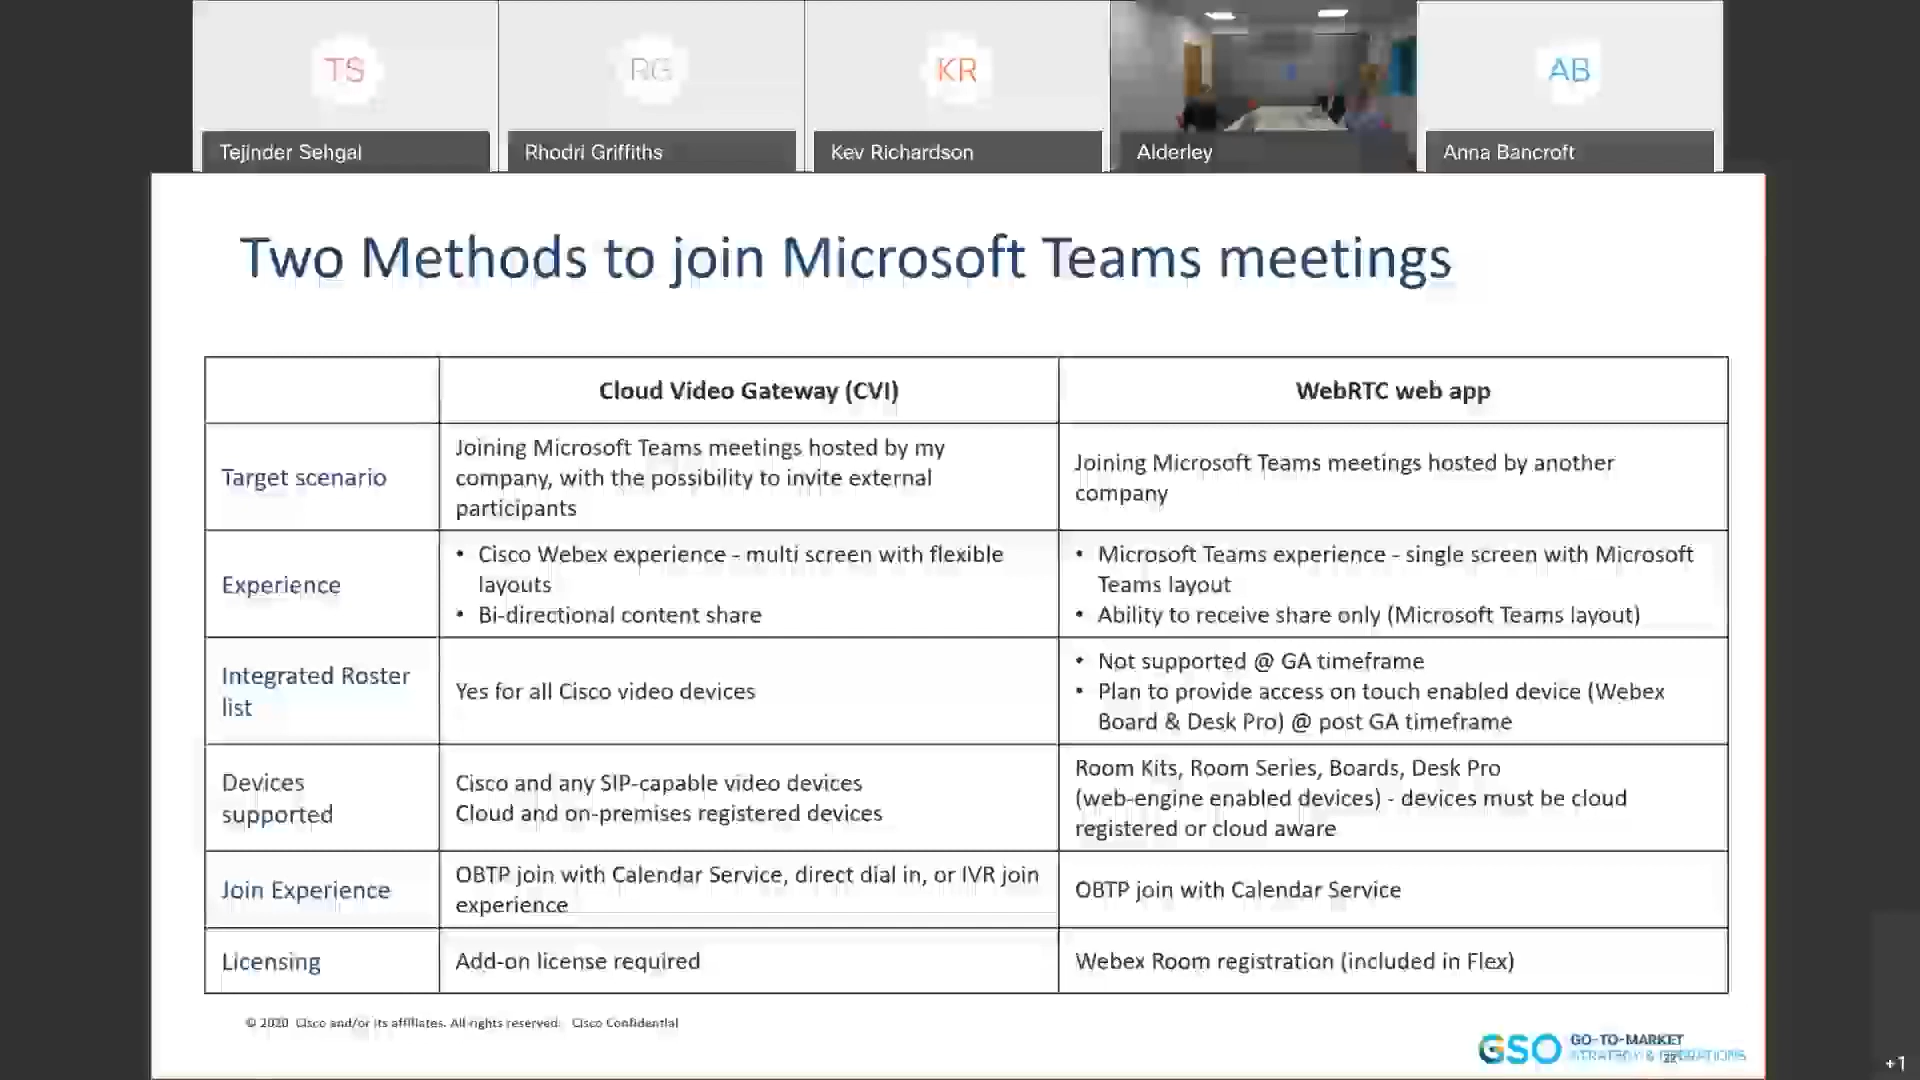 TS
RG
KR
AB
Tejinder Sehgal
Rhodri Griffiths
Kev Richardson
Alderley
Anna Bancroft
Two Methods to join Microsoft Teams meetings
Cloud Video Gateway (CVI)
WebRTC web app
Target scenario
Joining Microsoft Teams meetings hosted by my
company, with the possibility to invite external
participants
Joining Microsoft Teams meetings hosted by another
company
Experience
• Cisco Webex experience - multi screen with flexible
layouts
• Bi-directional content share
• Microsoft Teams experience - single screen with Microsoft
Teams layout
• Ability to receive share only (Microsoft Teams layout)
Integrated Roster
list
Yes for all Cisco video devices
• Not supported @ GA timeframe
• Plan to provide access on touch enabled device (Webex
Board & Desk Pro) @ post GA timeframe
Devices
supported
Cisco and any SIP-capable video devices
Cloud and on-premises registered devices
Room Kits, Room Series, Boards, Desk Pro
(web-engine enabled devices) - devices must be cloud
registered or cloud aware
Join Experience
OBTP join with Calendar Service, direct dial in, or IVR join
experience
OBTP join with Calendar Service
Licensing
Add-on license required
Webex Room registration (included in Flex)
© 2020 Cisco and/or its affiliates. All rights reserved. Cisco Confidential
GSO
GO-TO-MARKET
STRATEGY & OPERATIONS
+1